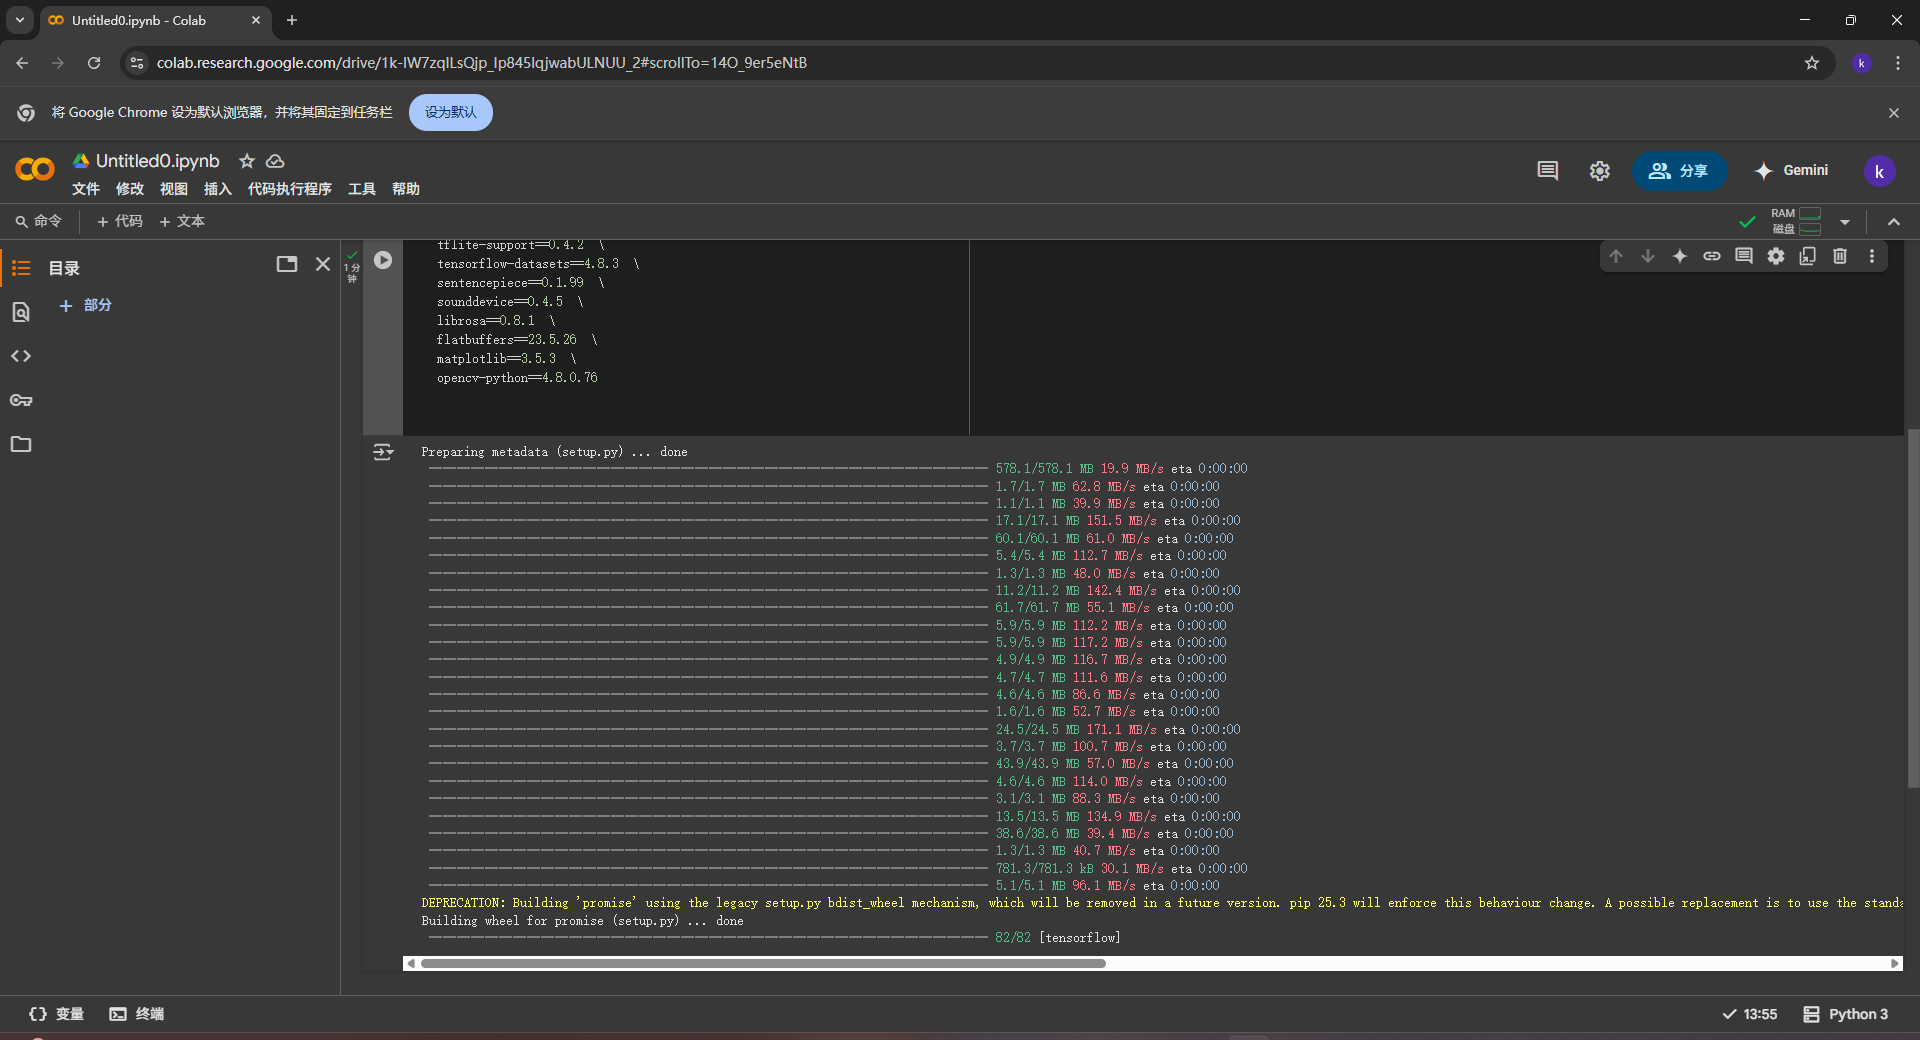 Untitled0.ipynb - Colab
colab.research.google.com/drive/1k-IW7zqlLsQjp_Ip845IqjwabULNUU_2#scrollTo=14O_9er5eNtB
k
将 Google Chrome 设为默认浏览器，并将其固定到任务栏
设为默认
Untitled0.ipynb
文件 修改 视图 插入 代码执行程序 工具 帮助
分享
Gemini
k
命令
+ 代码
+ 文本
RAM
磁盘
目录
+ 部分
1 分
钟
tflite-support==0.4.2 \
tensorflow-datasets==4.8.3 \
sentencepiece==0.1.99 \
sounddevice==0.4.5 \
librosa==0.8.1 \
flatbuffers==23.5.26 \
matplotlib==3.5.3 \
opencv-python==4.8.0.76
Preparing metadata (setup.py) ... done
578.1/578.1 MB 19.9 MB/s eta 0:00:00
1.7/1.7 MB 62.8 MB/s eta 0:00:00
1.1/1.1 MB 39.9 MB/s eta 0:00:00
17.1/17.1 MB 151.5 MB/s eta 0:00:00
60.1/60.1 MB 61.0 MB/s eta 0:00:00
5.4/5.4 MB 112.7 MB/s eta 0:00:00
1.3/1.3 MB 48.0 MB/s eta 0:00:00
11.2/11.2 MB 142.4 MB/s eta 0:00:00
61.7/61.7 MB 55.1 MB/s eta 0:00:00
5.9/5.9 MB 112.2 MB/s eta 0:00:00
5.9/5.9 MB 117.2 MB/s eta 0:00:00
4.9/4.9 MB 116.7 MB/s eta 0:00:00
4.7/4.7 MB 111.6 MB/s eta 0:00:00
4.6/4.6 MB 86.6 MB/s eta 0:00:00
1.6/1.6 MB 52.7 MB/s eta 0:00:00
24.5/24.5 MB 171.1 MB/s eta 0:00:00
3.7/3.7 MB 100.7 MB/s eta 0:00:00
43.9/43.9 MB 57.0 MB/s eta 0:00:00
4.6/4.6 MB 114.0 MB/s eta 0:00:00
3.1/3.1 MB 88.3 MB/s eta 0:00:00
13.5/13.5 MB 134.9 MB/s eta 0:00:00
38.6/38.6 MB 39.4 MB/s eta 0:00:00
1.3/1.3 MB 40.7 MB/s eta 0:00:00
781.3/781.3 kB 30.1 MB/s eta 0:00:00
5.1/5.1 MB 96.1 MB/s eta 0:00:00
DEPRECATION: Building 'promise' using the legacy setup.py bdist_wheel mechanism, which will be removed in a future version. pip 25.3 will enforce this behaviour change. A possible replacement is to use the standa
Building wheel for promise (setup.py) ... done
82/82 [tensorflow]
变量
终端
13:55
Python 3